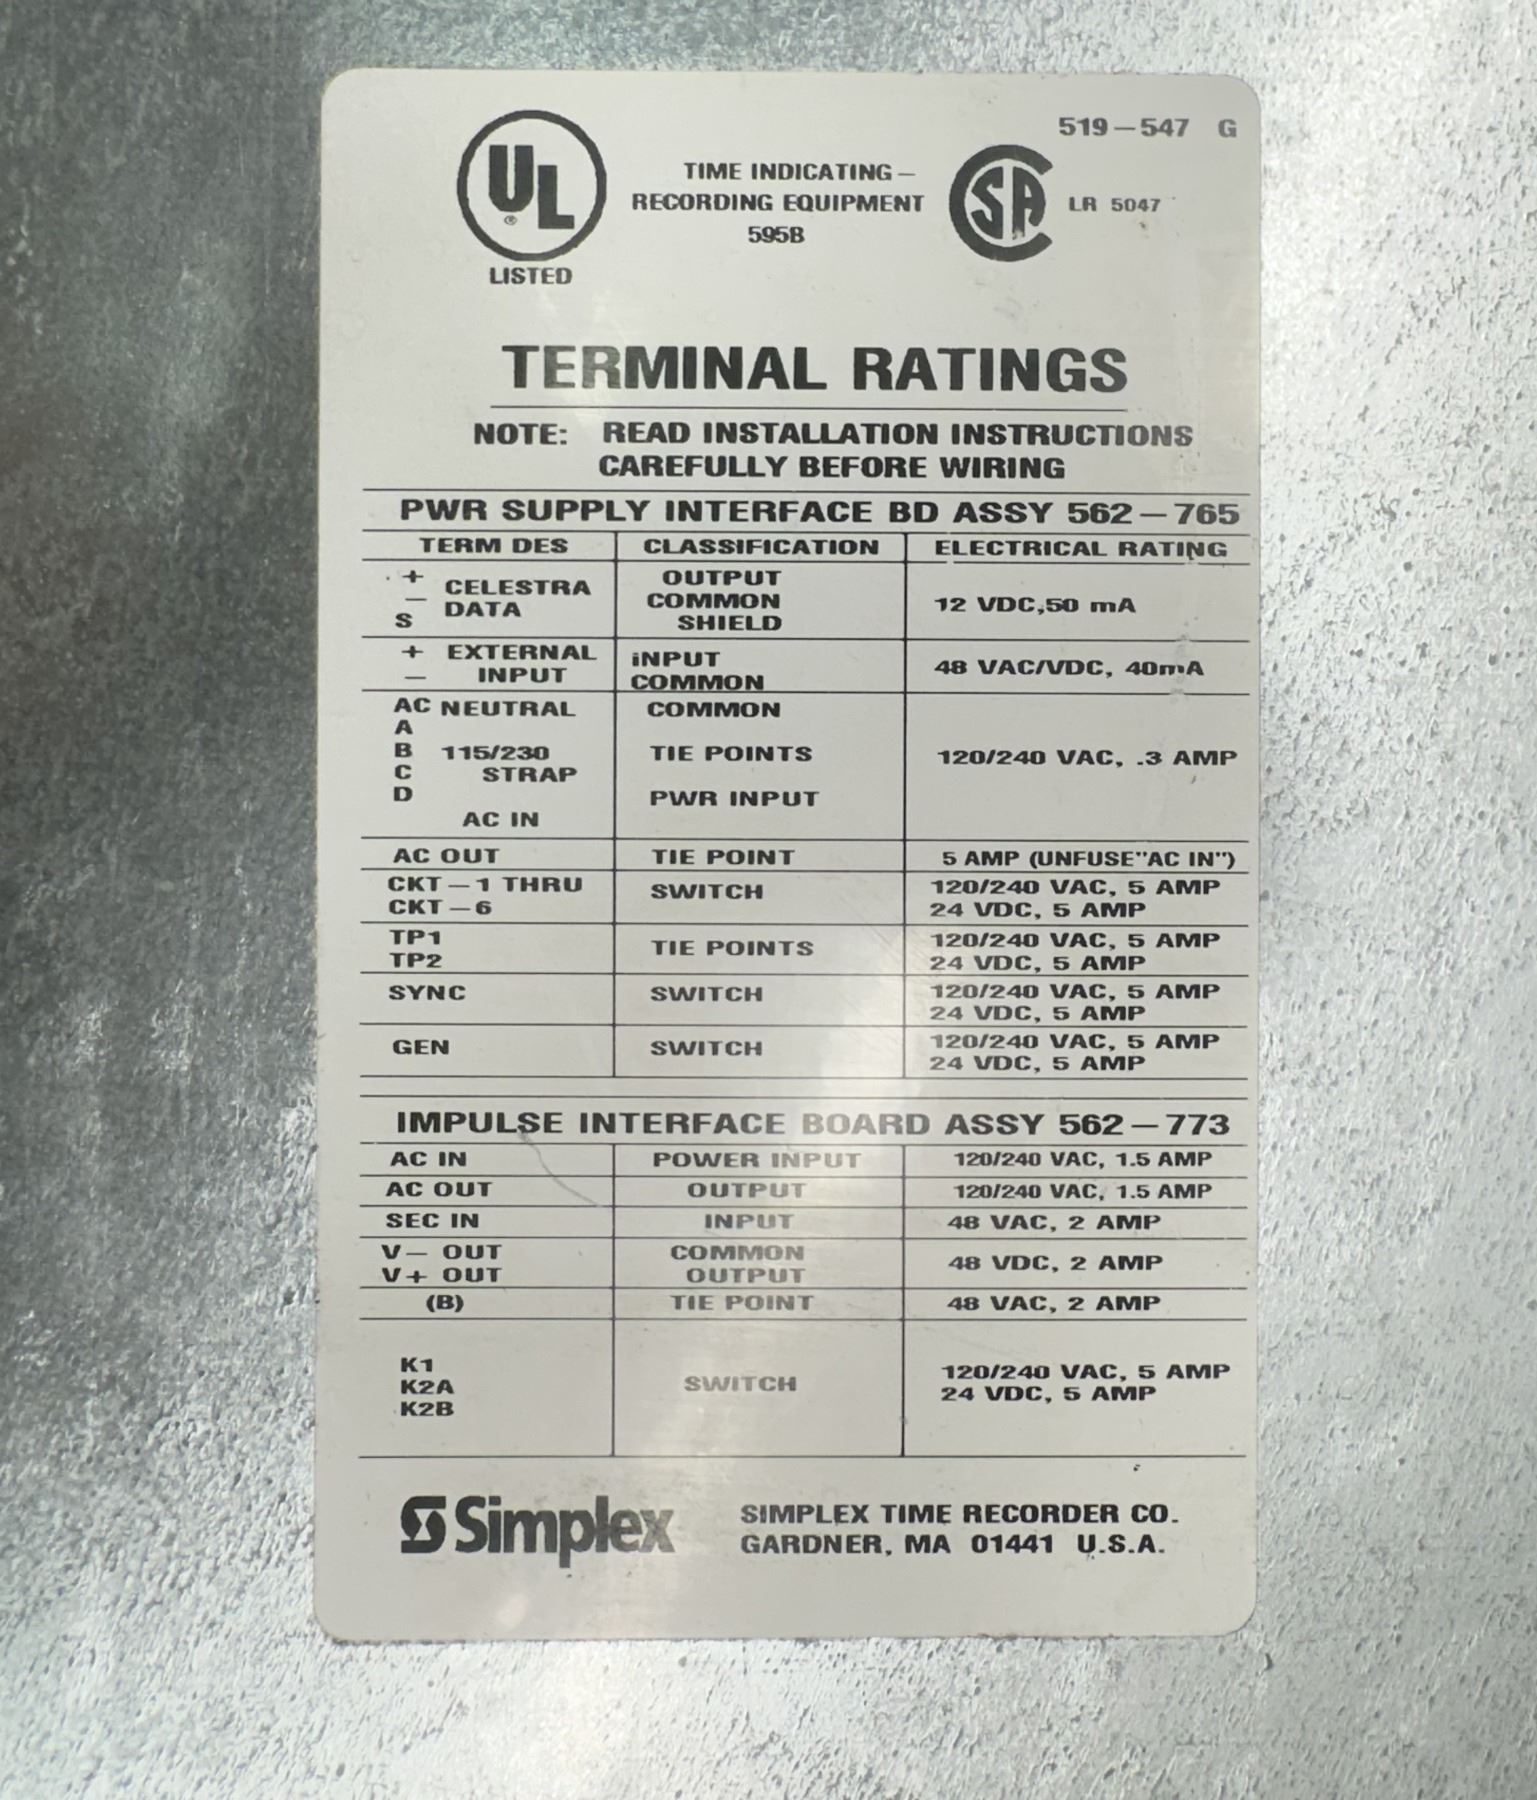 519-547 G
UL
®
LISTED
TIME INDICATING-
RECORDING EQUIPMENT
595B
SA
LR 5047
TERMINAL RATINGS
NOTE: READ INSTALLATION INSTRUCTIONS
CAREFULLY BEFORE WIRING
PWR SUPPLY INTERFACE BD ASSY 562-765
TERM DES CLASSIFICATION ELECTRICAL RATING
+ CELESTRA OUTPUT
- DATA COMMON 12 VDC,50 mA
S SHIELD
+ EXTERNAL INPUT 48 VAC/VDC, 40mA
- INPUT COMMON
AC NEUTRAL COMMON
A
B 115/230 TIE POINTS 120/240 VAC, .3 AMP
C STRAP
D PWR INPUT
AC IN
AC OUT TIE POINT 5 AMP (UNFUSE"AC IN")
CKT-1 THRU SWITCH 120/240 VAC, 5 AMP
CKT-6 24 VDC, 5 AMP
TP1 TIE POINTS 120/240 VAC, 5 AMP
TP2 24 VDC, 5 AMP
SYNC SWITCH 120/240 VAC, 5 AMP
24 VDC, 5 AMP
GEN SWITCH 120/240 VAC, 5 AMP
24 VDC, 5 AMP
IMPULSE INTERFACE BOARD ASSY 562-773
AC IN POWER INPUT 120/240 VAC, 1.5 AMP
AC OUT OUTPUT 120/240 VAC, 1.5 AMP
SEC IN INPUT 48 VAC, 2 AMP
V- OUT COMMON 48 VDC, 2 AMP
V+ OUT OUTPUT
(B) TIE POINT 48 VAC, 2 AMP
K1 120/240 VAC, 5 AMP
K2A SWITCH 24 VDC, 5 AMP
K2B
Simplex
SIMPLEX TIME RECORDER CO.
GARDNER, MA 01441 U.S.A.